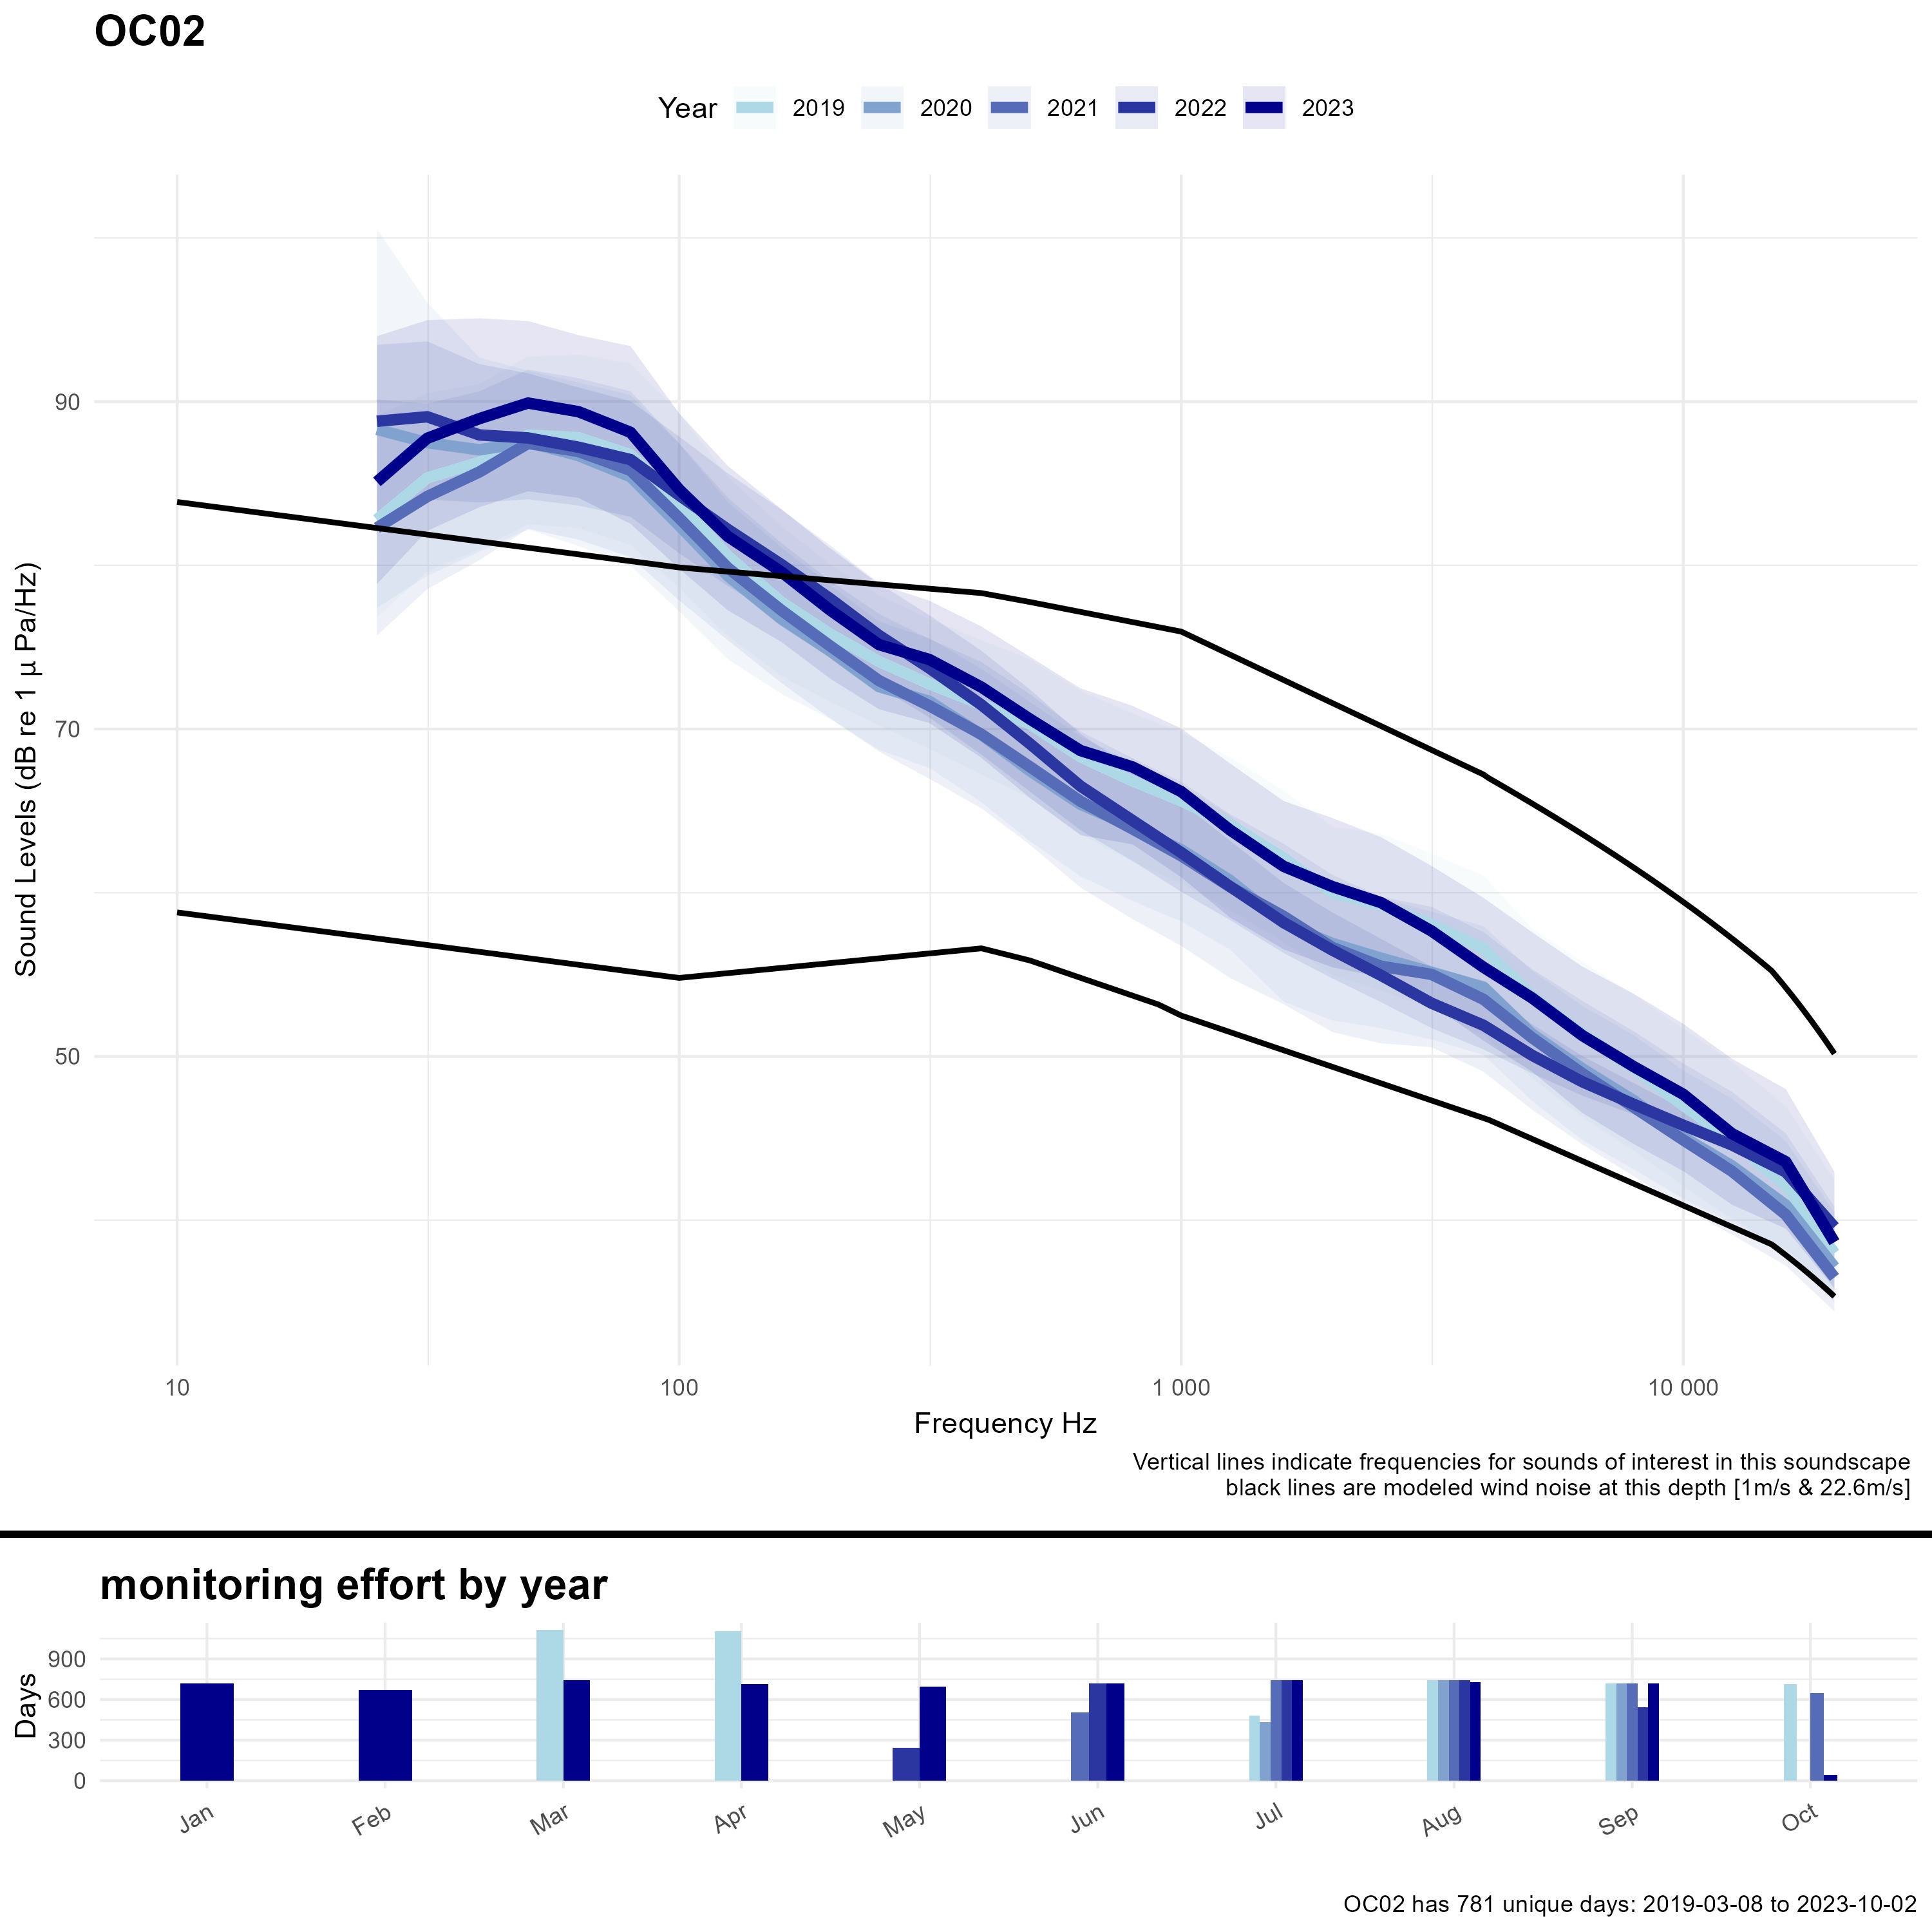 OC02
Year 2019 2020 2021 2022 2023
Sound Levels (dB re 1 μ Pa/Hz)
90
70
50
10 100 1 000 10 000
Frequency Hz
Vertical lines indicate frequencies for sounds of interest in this soundscape
black lines are modeled wind noise at this depth [1m/s & 22.6m/s]
monitoring effort by year
Days
900
600
300
0
Jan Feb Mar Apr May Jun Jul Aug Sep Oct
OC02 has 781 unique days: 2019-03-08 to 2023-10-02